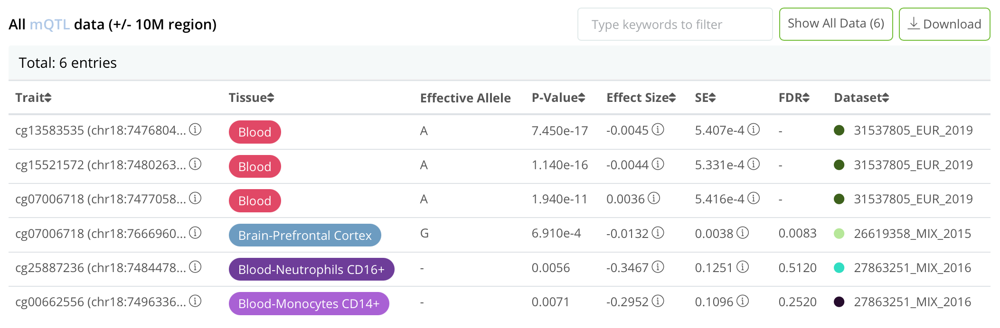 All mQTL data (+/- 10M region)
Type keywords to filter
Show All Data (6)
Download
Total: 6 entries
Trait Tissue Effective Allele P-Value Effect Size SE FDR Dataset
cg13583535 (chr18:7476804... Blood A 7.450e-17 -0.0045 5.407e-4 - 31537805_EUR_2019
cg15521572 (chr18:7480263... Blood A 1.140e-16 -0.0044 5.331e-4 - 31537805_EUR_2019
cg07006718 (chr18:7477058... Blood A 1.940e-11 0.0036 5.416e-4 - 31537805_EUR_2019
cg07006718 (chr18:7666960... Brain-Prefrontal Cortex G 6.910e-4 -0.0132 0.0038 0.0083 26619358_MIX_2015
cg25887236 (chr18:7484478... Blood-Neutrophils CD16+ - 0.0056 -0.3467 0.1251 0.5120 27863251_MIX_2016
cg00662556 (chr18:7496336... Blood-Monocytes CD14+ - 0.0071 -0.2952 0.1096 0.2520 27863251_MIX_2016